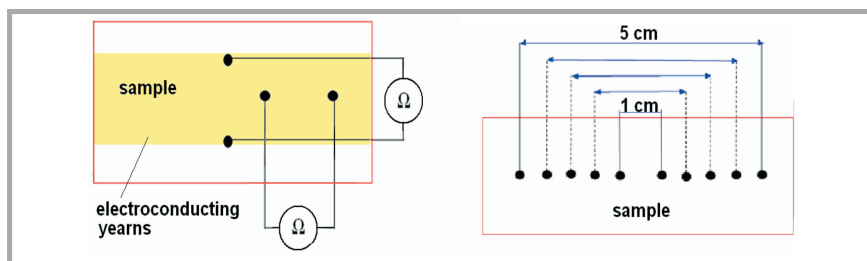 sample
Ω
electroconducting
yearns
Ω
5 cm
1 cm
sample